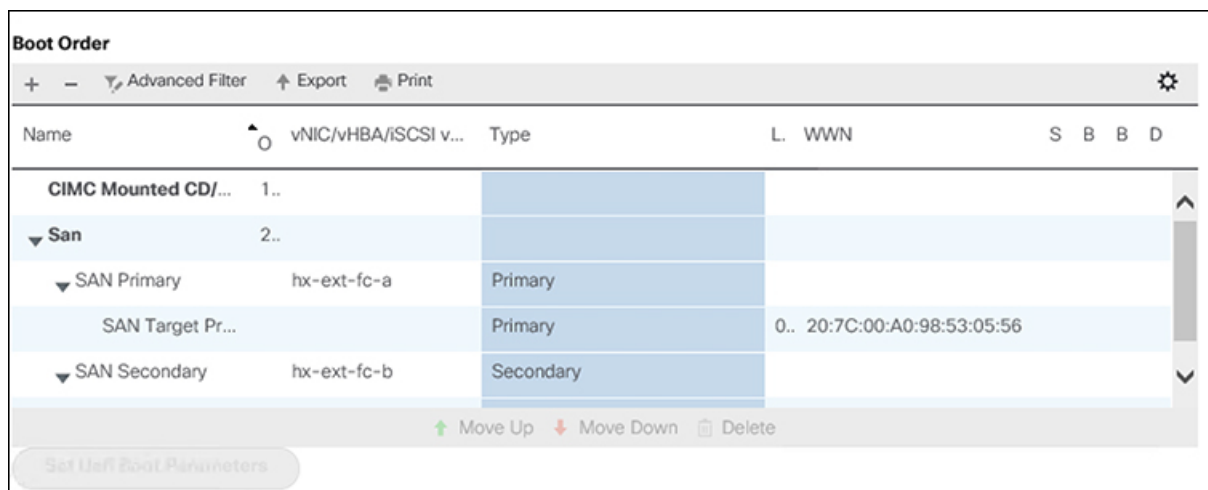 Boot Order
+ − Advanced Filter Export Print
Name O vNIC/vHBA/iSCSI v... Type L. WWN S B B D
CIMC Mounted CD/... 1..
San 2..
SAN Primary hx-ext-fc-a Primary
SAN Target Pr... Primary 0.. 20:7C:00:A0:98:53:05:56
SAN Secondary hx-ext-fc-b Secondary
Move Up Move Down Delete
Set Uefi Boot Parameters